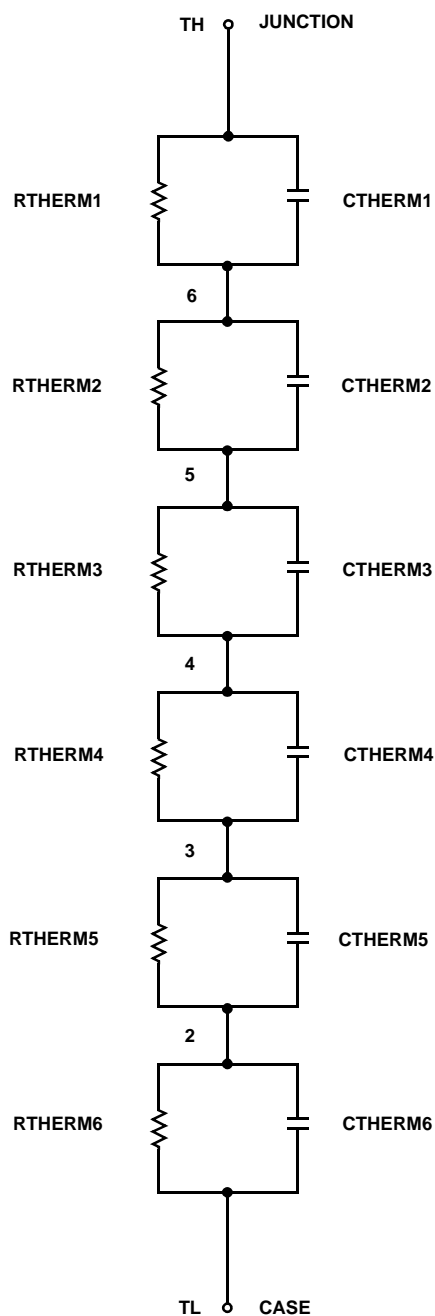 TH JUNCTION
RTHERM1 CTHERM1
6
RTHERM2 CTHERM2
5
RTHERM3 CTHERM3
4
RTHERM4 CTHERM4
3
RTHERM5 CTHERM5
2
RTHERM6 CTHERM6
TL CASE